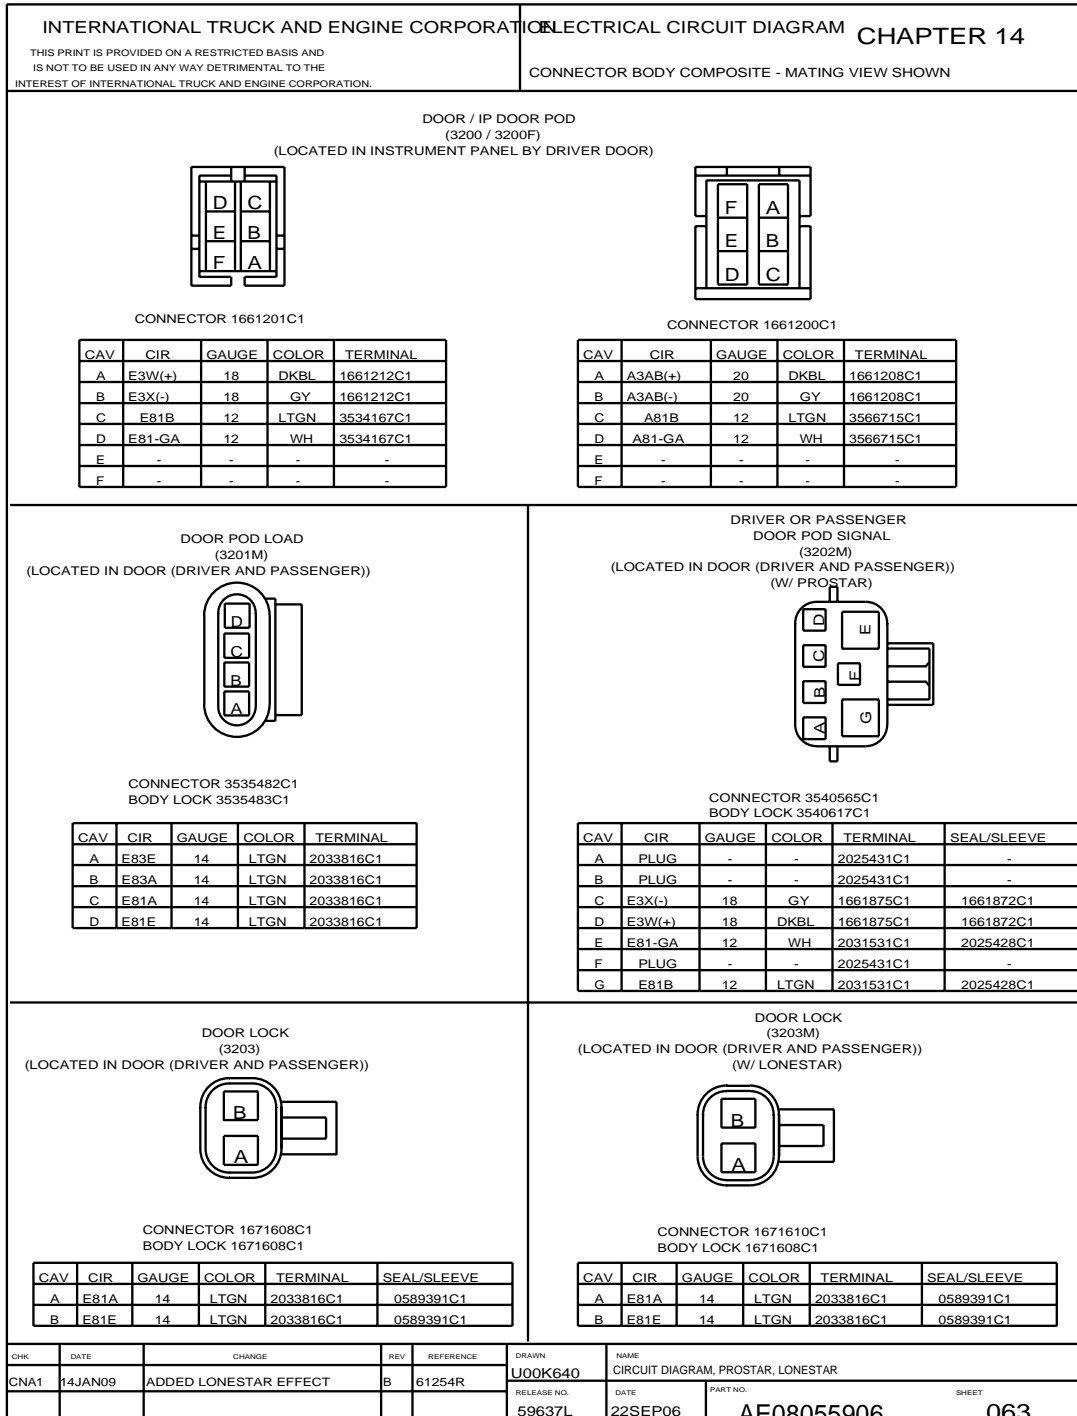 INTERNATIONAL TRUCK AND ENGINE CORPORATION
THIS PRINT IS PROVIDED ON A RESTRICTED BASIS AND
IS NOT TO BE USED IN ANY WAY DETRIMENTAL TO THE
INTEREST OF INTERNATIONAL TRUCK AND ENGINE CORPORATION.
ELECTRICAL CIRCUIT DIAGRAM CHAPTER 14
CONNECTOR BODY COMPOSITE - MATING VIEW SHOWN
DOOR / IP DOOR POD
(3200 / 3200F)
(LOCATED IN INSTRUMENT PANEL BY DRIVER DOOR)
D C
E B
F A
CONNECTOR 1661201C1
CAV CIR GAUGE COLOR TERMINAL
A E3W(+) 18 DKBL 1661212C1
B E3X(-) 18 GY 1661212C1
C E81B 12 LTGN 3534167C1
D E81-GA 12 WH 3534167C1
E - - - -
F - - - -
F A
E B
D C
CONNECTOR 1661200C1
CAV CIR GAUGE COLOR TERMINAL
A A3AB(+) 20 DKBL 1661208C1
B A3AB(-) 20 GY 1661208C1
C A81B 12 LTGN 3566715C1
D A81-GA 12 WH 3566715C1
E - - - -
F - - - -
DOOR POD LOAD
(3201M)
(LOCATED IN DOOR (DRIVER AND PASSENGER))
D
C
B
A
CONNECTOR 3535482C1
BODY LOCK 3535483C1
CAV CIR GAUGE COLOR TERMINAL
A E83E 14 LTGN 2033816C1
B E83A 14 LTGN 2033816C1
C E81A 14 LTGN 2033816C1
D E81E 14 LTGN 2033816C1
DRIVER OR PASSENGER
DOOR POD SIGNAL
(3202M)
(LOCATED IN DOOR (DRIVER AND PASSENGER))
(W/ PROSTAR)
D E
C F
B
A G
CONNECTOR 3540565C1
BODY LOCK 3540617C1
CAV CIR GAUGE COLOR TERMINAL SEAL/SLEEVE
A PLUG - - 2025431C1 -
B PLUG - - 2025431C1 -
C E3X(-) 18 GY 1661875C1 1661872C1
D E3W(+) 18 DKBL 1661875C1 1661872C1
E E81-GA 12 WH 2031531C1 2025428C1
F PLUG - - 2025431C1 -
G E81B 12 LTGN 2031531C1 2025428C1
DOOR LOCK
(3203)
(LOCATED IN DOOR (DRIVER AND PASSENGER))
B
A
CONNECTOR 1671608C1
BODY LOCK 1671608C1
CAV CIR GAUGE COLOR TERMINAL SEAL/SLEEVE
A E81A 14 LTGN 2033816C1 0589391C1
B E81E 14 LTGN 2033816C1 0589391C1
DOOR LOCK
(3203M)
(LOCATED IN DOOR (DRIVER AND PASSENGER))
(W/ LONESTAR)
B
A
CONNECTOR 1671610C1
BODY LOCK 1671608C1
CAV CIR GAUGE COLOR TERMINAL SEAL/SLEEVE
A E81A 14 LTGN 2033816C1 0589391C1
B E81E 14 LTGN 2033816C1 0589391C1
CHK DATE CHANGE REV REFERENCE
CNA1 14JAN09 ADDED LONESTAR EFFECT B 61254R
DRAWN
U00K640
NAME
CIRCUIT DIAGRAM, PROSTAR, LONESTAR
RELEASE NO.
59637L
DATE
22SEP06
PART NO.
AE08055906
SHEET
063